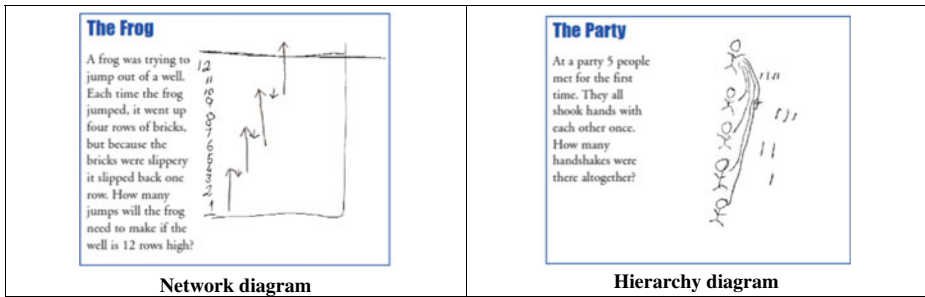 The Frog
A frog was trying to
jump out of a well.
Each time the frog
jumped, it went up
four rows of bricks,
but because the
bricks were slippery
it slipped back one
row. How many
jumps will the frog
need to make if the
well is 12 rows high?
12
11
10
9
8
7
6
5
4
3
2
1
Network diagram
The Party
At a party 5 people
met for the first
time. They all
shook hands with
each other once.
How many
handshakes were
there altogether?
Hierarchy diagram